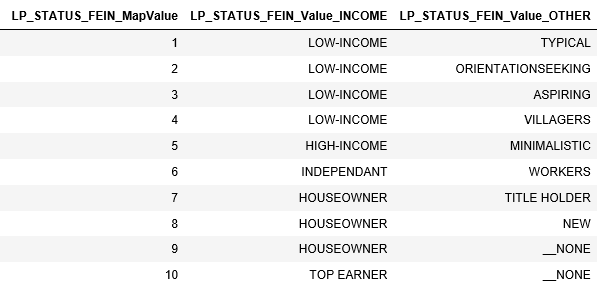 LP_STATUS_FEIN_MapValue LP_STATUS_FEIN_Value_INCOME LP_STATUS_FEIN_Value_OTHER
1 LOW-INCOME TYPICAL
2 LOW-INCOME ORIENTATIONSEEKING
3 LOW-INCOME ASPIRING
4 LOW-INCOME VILLAGERS
5 HIGH-INCOME MINIMALISTIC
6 INDEPENDANT WORKERS
7 HOUSEOWNER TITLE HOLDER
8 HOUSEOWNER NEW
9 HOUSEOWNER __NONE
10 TOP EARNER __NONE